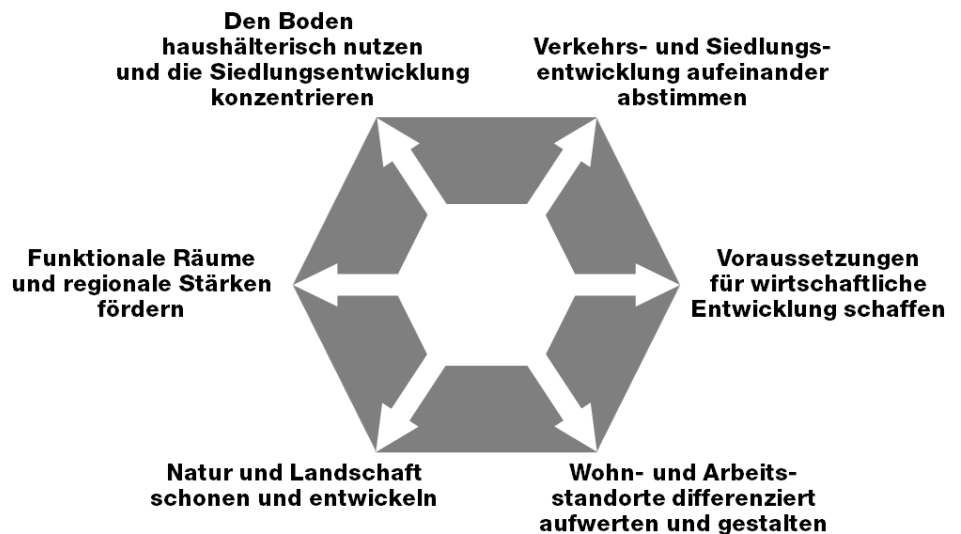 Den Boden
haushälterisch nutzen
und die Siedlungsentwicklung
konzentrieren
Verkehrs- und Siedlungs-
entwicklung aufeinander
abstimmen
Funktionale Räume
und regionale Stärken
fördern
Voraussetzungen
für wirtschaftliche
Entwicklung schaffen
Natur und Landschaft
schonen und entwickeln
Wohn- und Arbeits-
standorte differenziert
aufwerten und gestalten